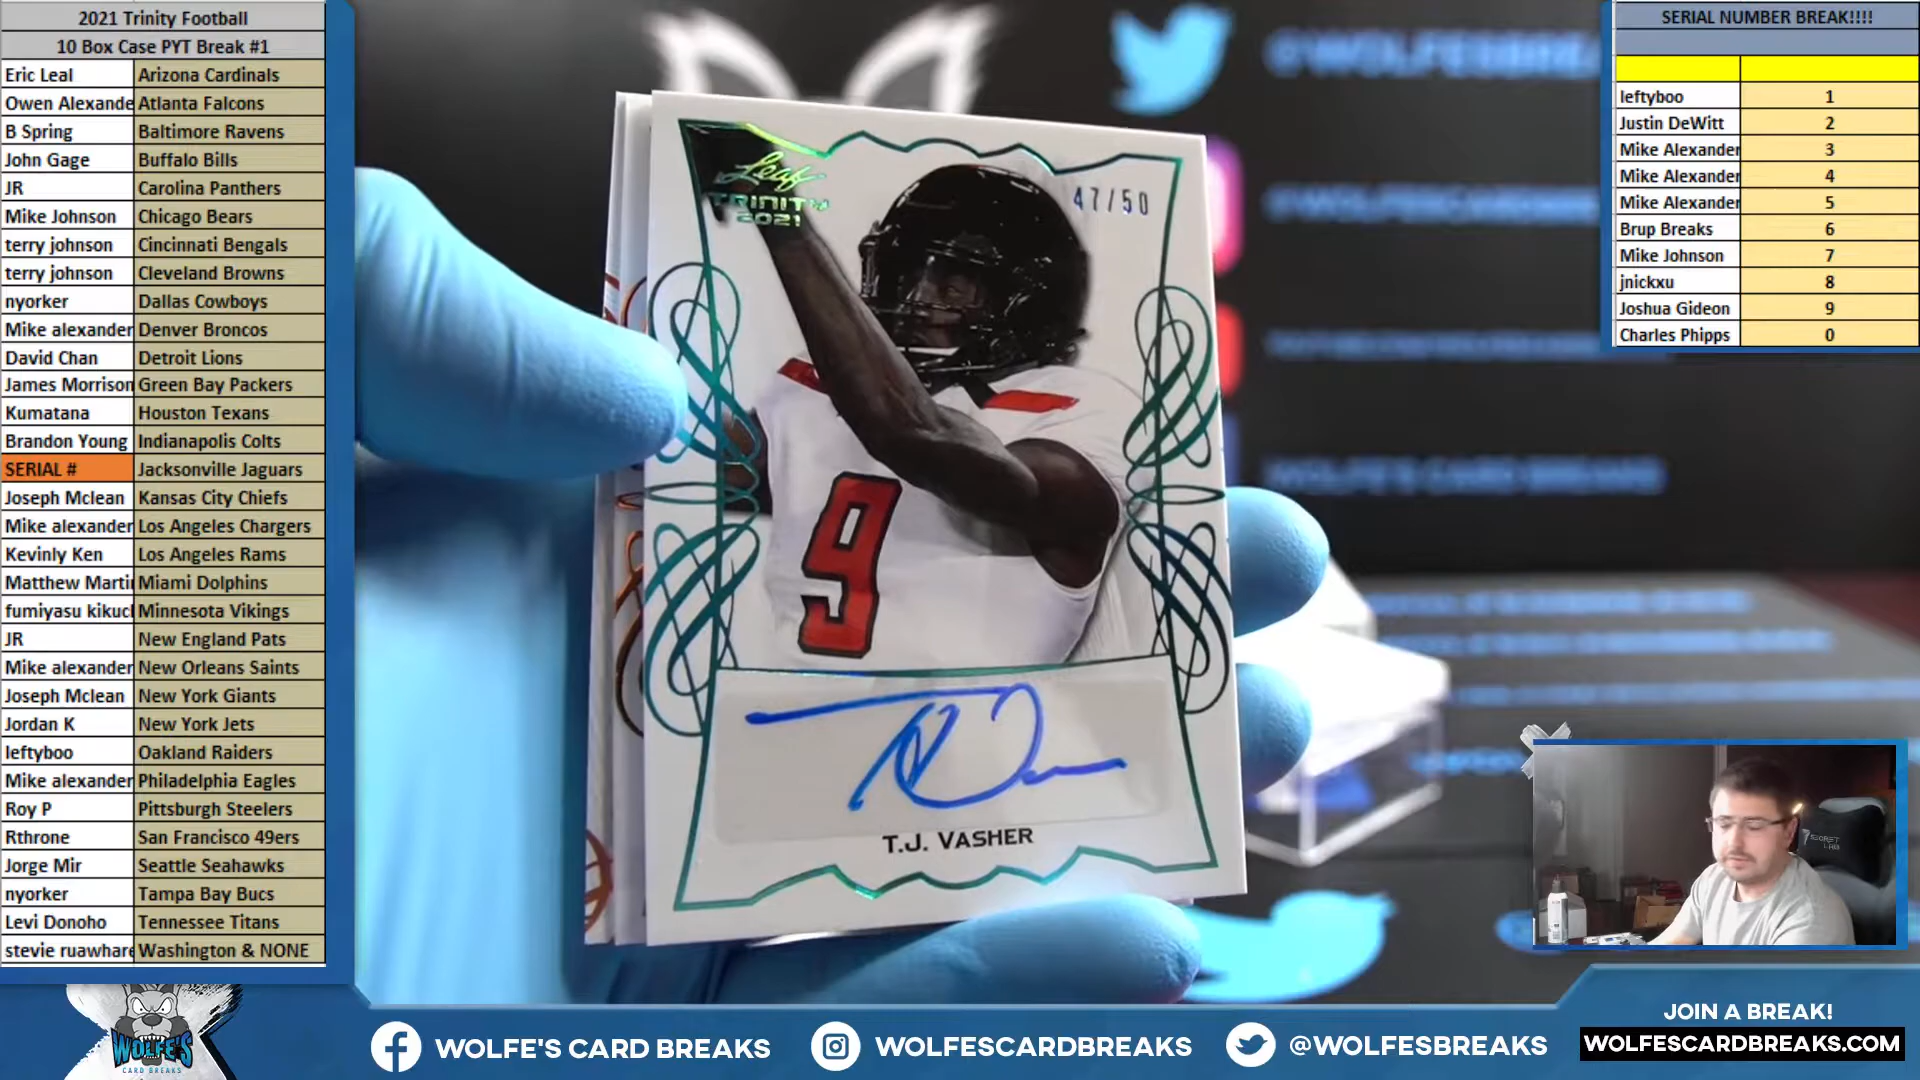 2021 Trinity Football
10 Box Case PYT Break #1
Eric Leal Arizona Cardinals
Owen Alexande Atlanta Falcons
B Spring Baltimore Ravens
John Gage Buffalo Bills
JR Carolina Panthers
Mike Johnson Chicago Bears
terry johnson Cincinnati Bengals
terry johnson Cleveland Browns
nyorker Dallas Cowboys
Mike alexander Denver Broncos
David Chan Detroit Lions
James Morrison Green Bay Packers
Kumatana Houston Texans
Brandon Young Indianapolis Colts
SERIAL # Jacksonville Jaguars
Joseph Mclean Kansas City Chiefs
Mike alexander Los Angeles Chargers
Kevinly Ken Los Angeles Rams
Matthew Marti Miami Dolphins
fumiyasu kikuc Minnesota Vikings
JR New England Pats
Mike alexander New Orleans Saints
Joseph Mclean New York Giants
Jordan K New York Jets
leftyboo Oakland Raiders
Mike alexander Philadelphia Eagles
Roy P Pittsburgh Steelers
Rthrone San Francisco 49ers
Jorge Mir Seattle Seahawks
nyorker Tampa Bay Bucs
Levi Donoho Tennessee Titans
stevie ruawhare Washington & NONE
WOLFE'S
CARD BREAKS
Leaf
TRINITY
2021
47/50
9
T.J. VASHER
@WOLFESBREA
WOLFE'S CARD BREAKS
SERIAL NUMBER BREAK!!!!
leftyboo 1
Justin DeWitt 2
Mike Alexander 3
Mike Alexander 4
Mike Alexander 5
Brup Breaks 6
Mike Johnson 7
jnickxu 8
Joshua Gideon 9
Charles Phipps 0
SECRET
LAB
WOLFE'S CARD BREAKS
WOLFESCARDBREAKS
@WOLFESBREAKS
JOIN A BREAK!
WOLFESCARDBREAKS.COM